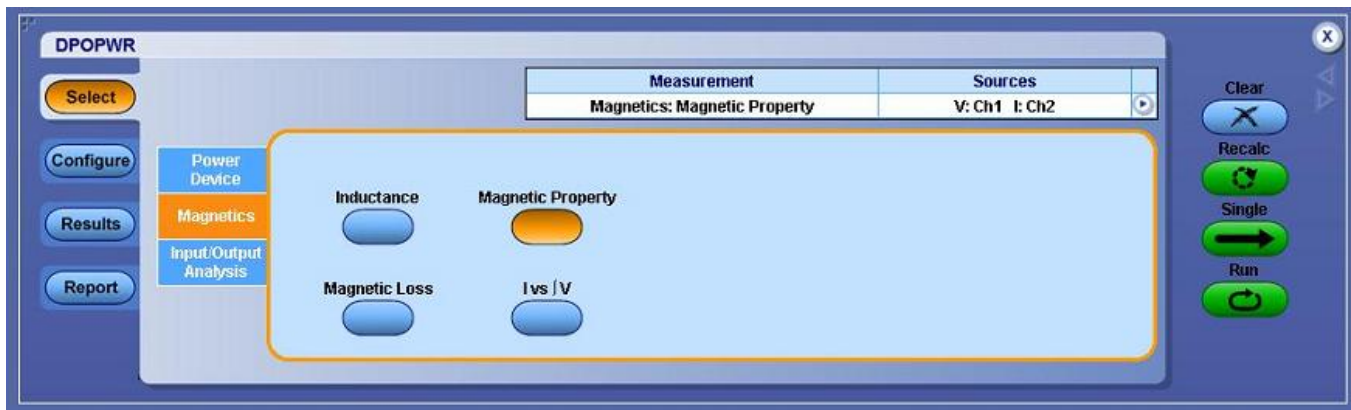 DPOPWR
Select
Configure
Results
Report
Measurement Sources
Magnetics: Magnetic Property V: Ch1 I: Ch2
Power
Device
Magnetics
Input/Output
Analysis
Inductance Magnetic Property
Magnetic Loss I vs ∫V
X
Clear
Recalc
Single
Run